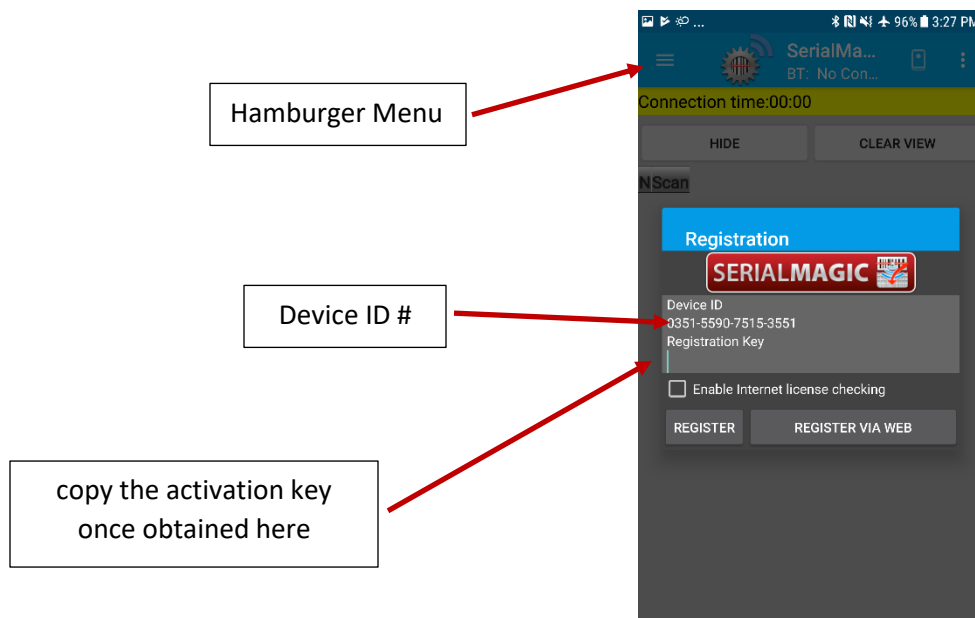 ... 96% 3:27 PM
SerialMa...
BT: No Con...
Hamburger Menu
Connection time:00:00
HIDE CLEAR VIEW
NScan
Registration
SERIALMAGIC
Device ID #
Device ID
0351-5590-7515-3551
Registration Key
Enable Internet license checking
REGISTER REGISTER VIA WEB
copy the activation key
once obtained here